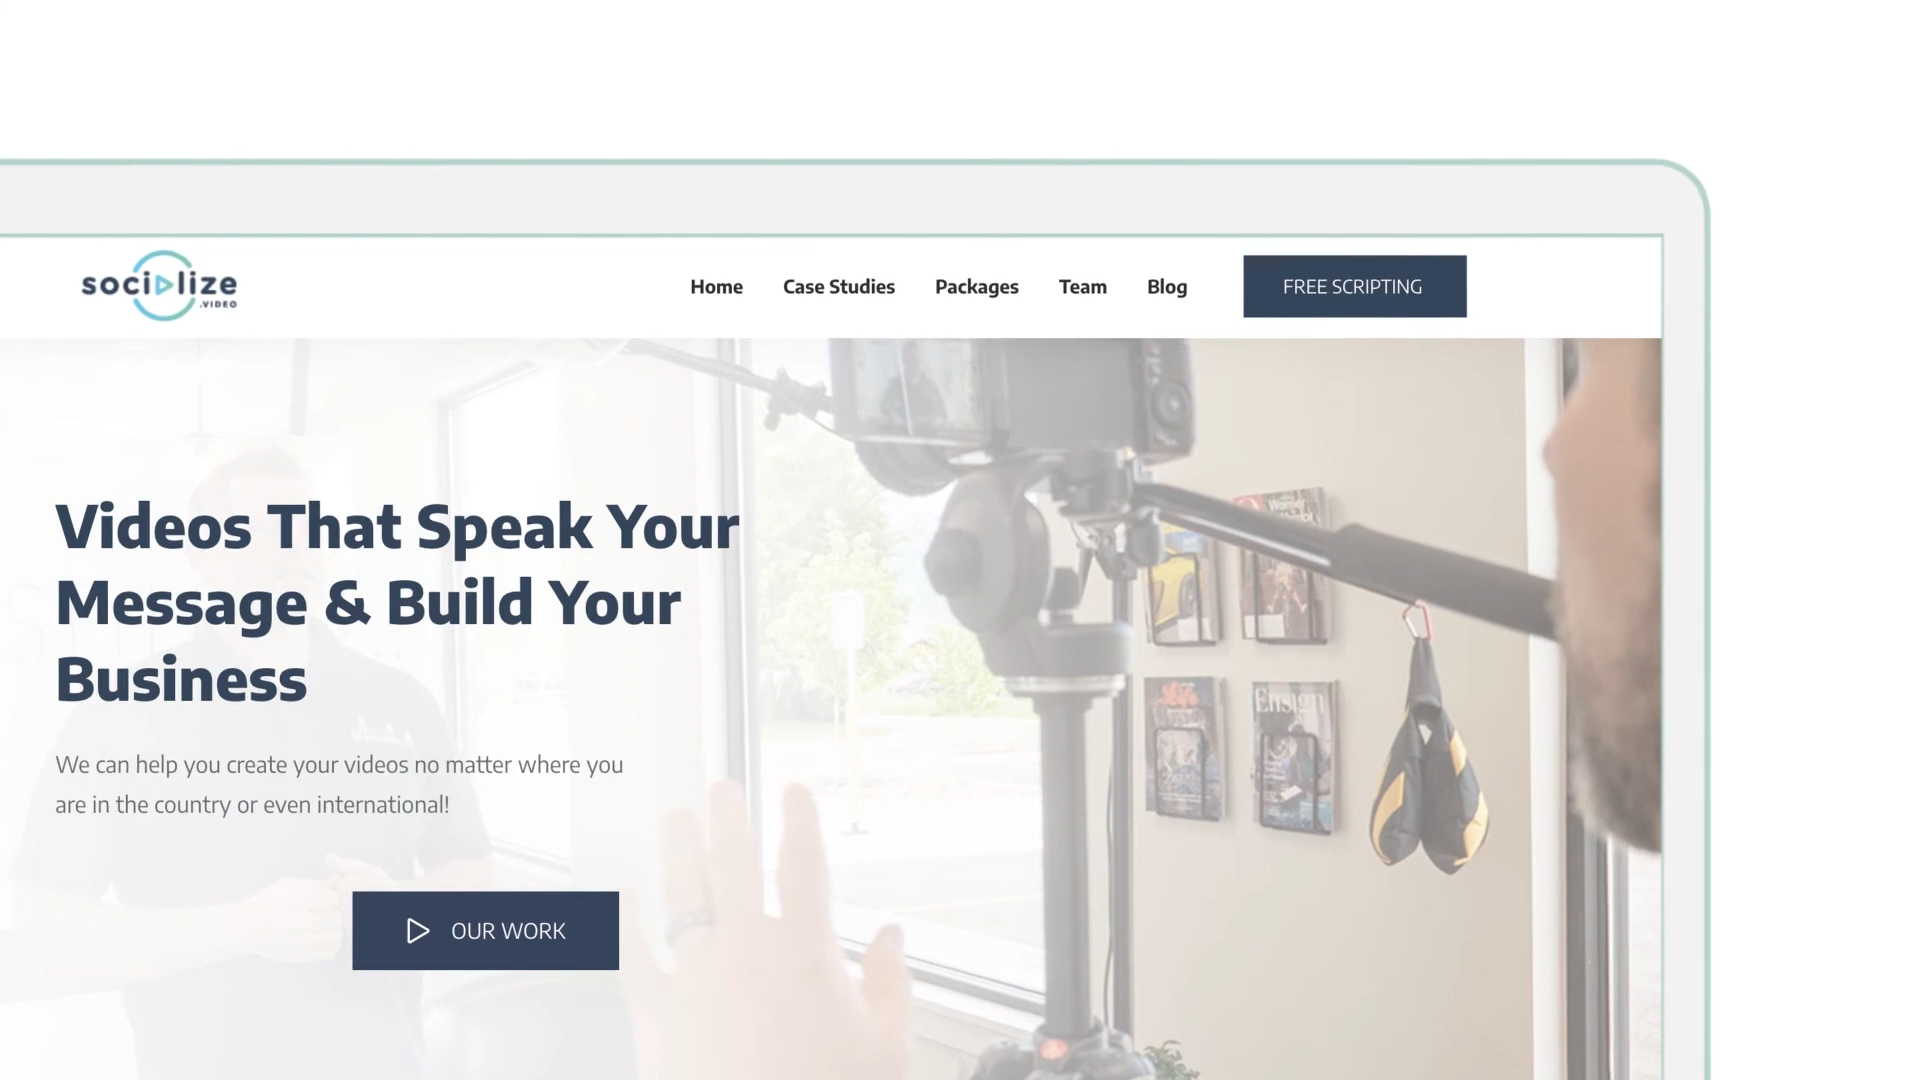 socialize
.VIDEO
Home Case Studies Packages Team Blog FREE SCRIPTING
Videos That Speak Your
Message & Build Your
Business
We can help you create your videos no matter where you
are in the country or even international!
OUR WORK
Life
Ensign